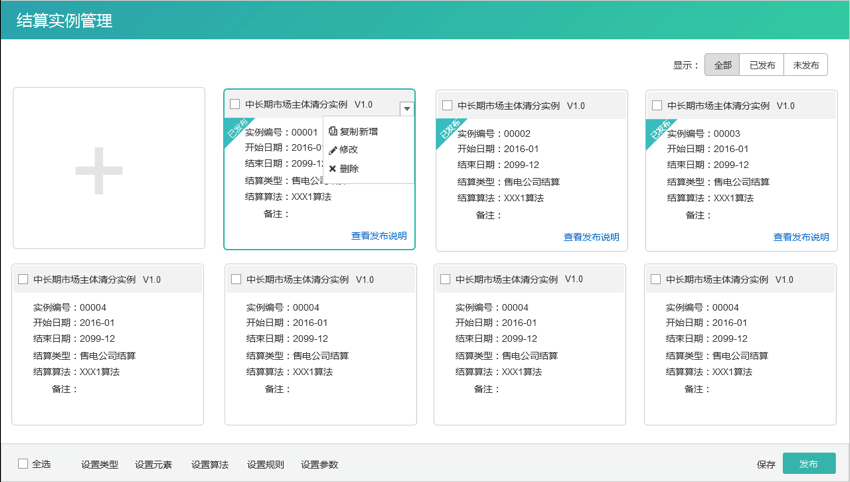 结算实例管理
显示： 全部 已发布 未发布
中长期市场主体清分实例 V1.0
已发布
实例编号：00001
开始日期：2016-0
结束日期：2099-12
结算类型：售电公司结算
结算算法：XXX1算法
备注：
查看发布说明
复制新增
修改
删除
中长期市场主体清分实例 V1.0
已发布
实例编号：00002
开始日期：2016-01
结束日期：2099-12
结算类型：售电公司结算
结算算法：XXX1算法
备注：
查看发布说明
中长期市场主体清分实例 V1.0
已发布
实例编号：00003
开始日期：2016-01
结束日期：2099-12
结算类型：售电公司结算
结算算法：XXX1算法
备注：
查看发布说明
中长期市场主体清分实例 V1.0
实例编号：00004
开始日期：2016-01
结束日期：2099-12
结算类型：售电公司结算
结算算法：XXX1算法
备注：
中长期市场主体清分实例 V1.0
实例编号：00004
开始日期：2016-01
结束日期：2099-12
结算类型：售电公司结算
结算算法：XXX1算法
备注：
中长期市场主体清分实例 V1.0
实例编号：00004
开始日期：2016-01
结束日期：2099-12
结算类型：售电公司结算
结算算法：XXX1算法
备注：
中长期市场主体清分实例 V1.0
实例编号：00004
开始日期：2016-01
结束日期：2099-12
结算类型：售电公司结算
结算算法：XXX1算法
备注：
全选 设置类型 设置元素 设置算法 设置规则 设置参数 保存 发布